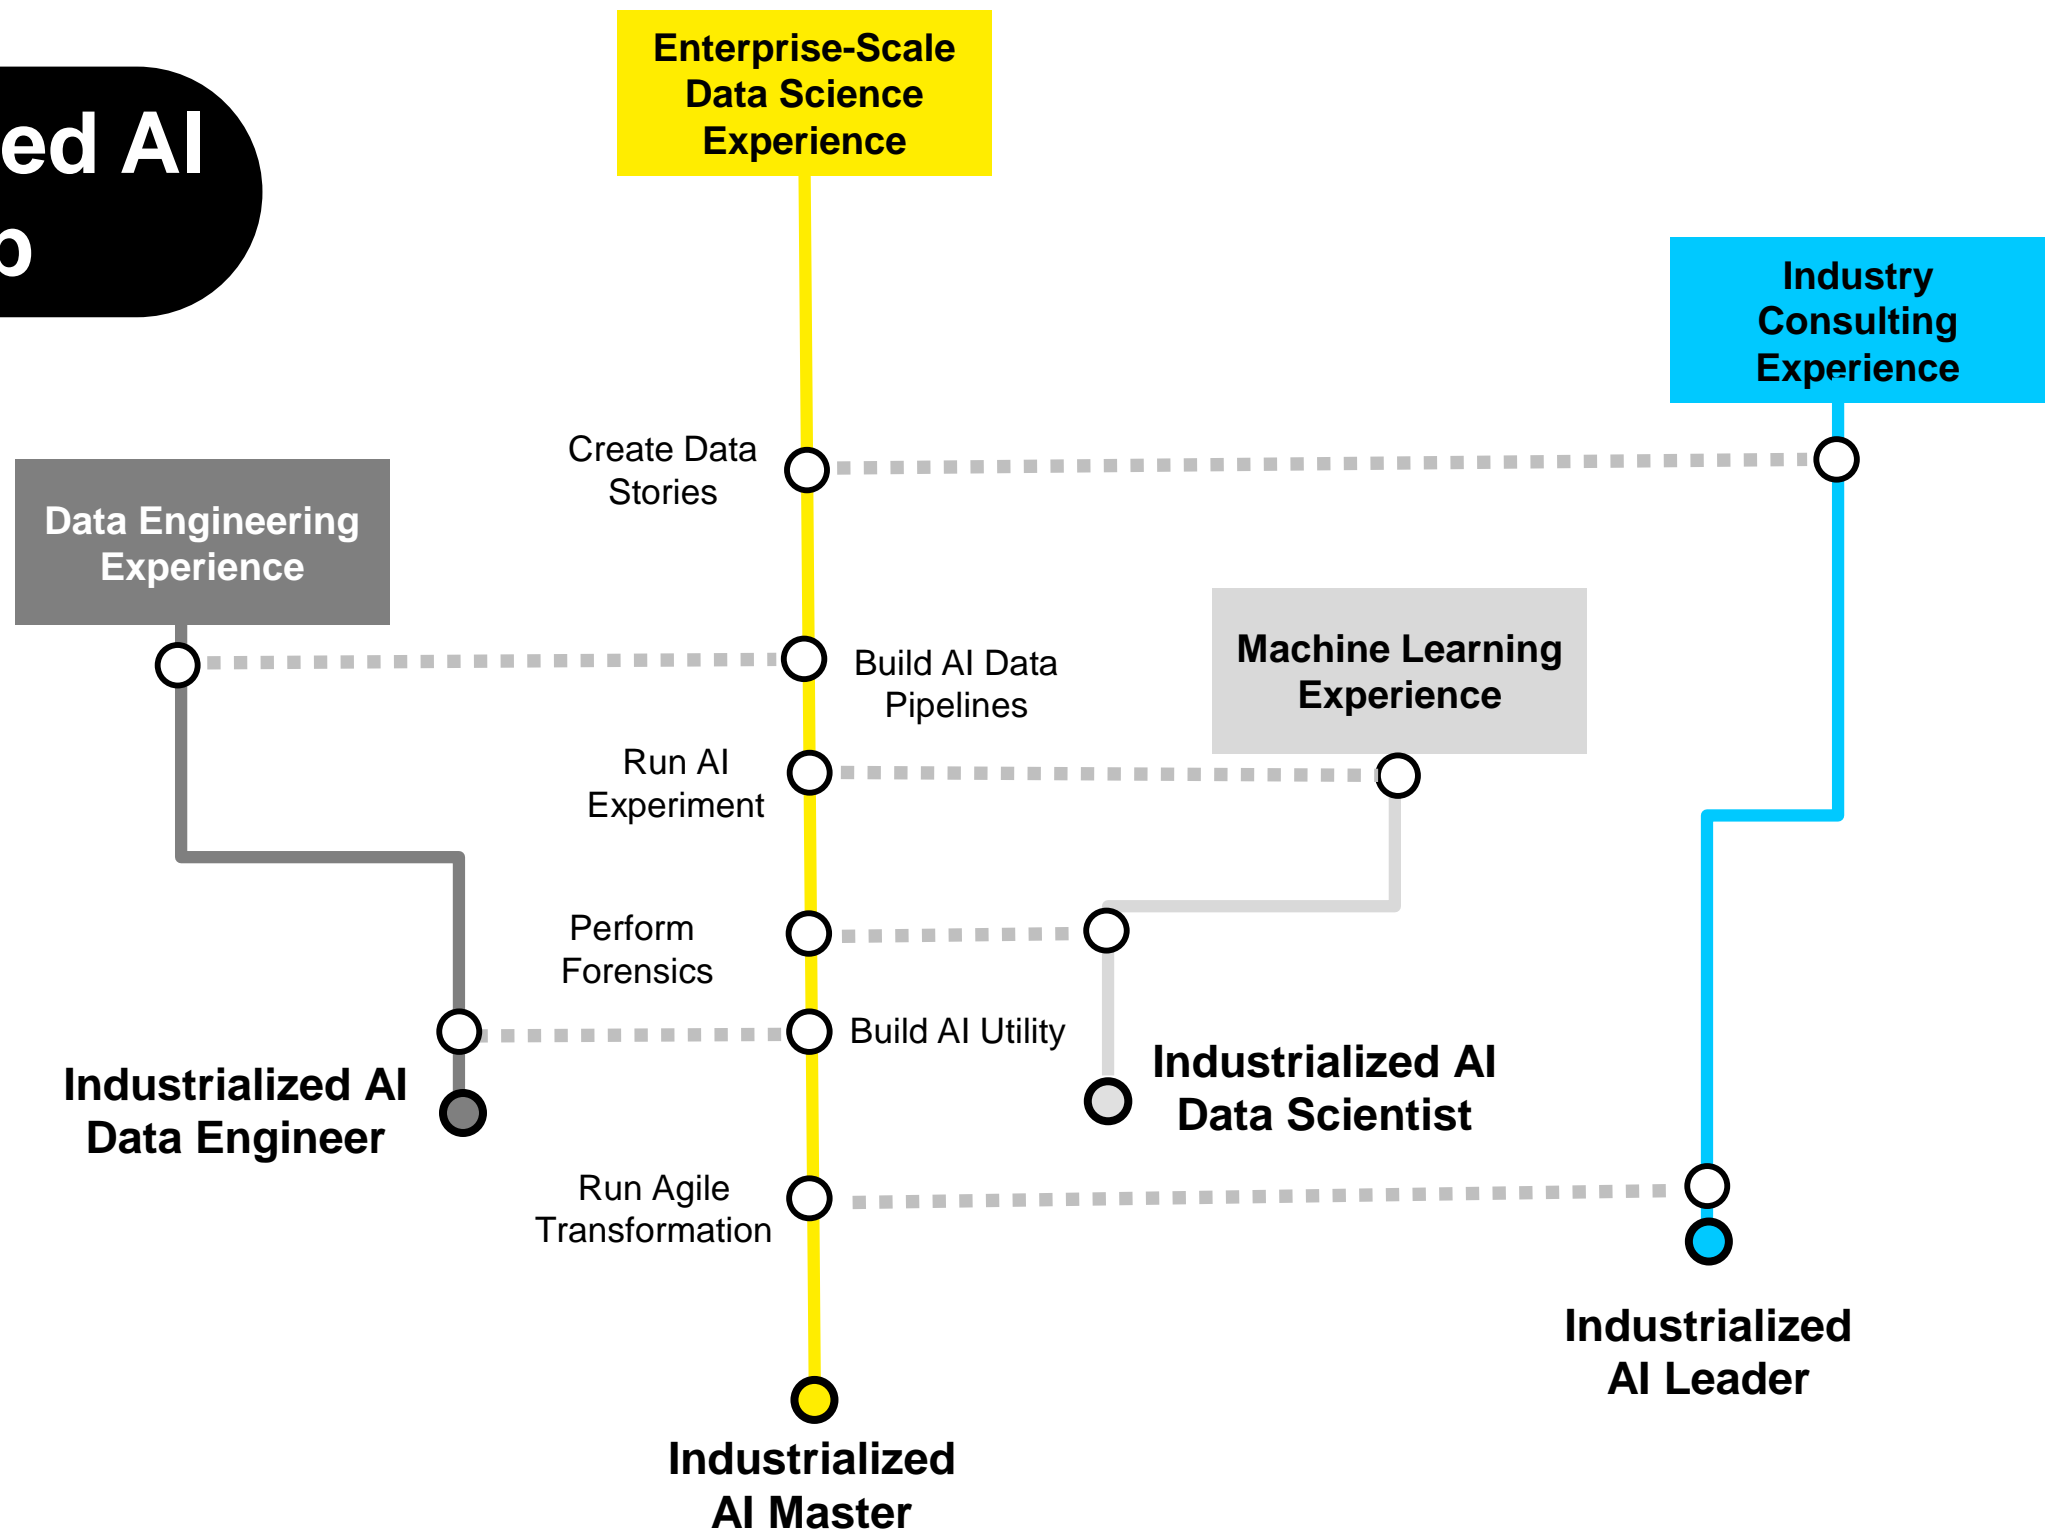 ed AI
p
Enterprise-Scale
Data Science
Experience
Industry
Consulting
Experience
Create Data
Stories
Data Engineering
Experience
Machine Learning
Experience
Build AI Data
Pipelines
Run AI
Experiment
Perform
Forensics
Build AI Utility
Industrialized AI
Data Engineer
Industrialized AI
Data Scientist
Run Agile
Transformation
Industrialized
AI Leader
Industrialized
AI Master